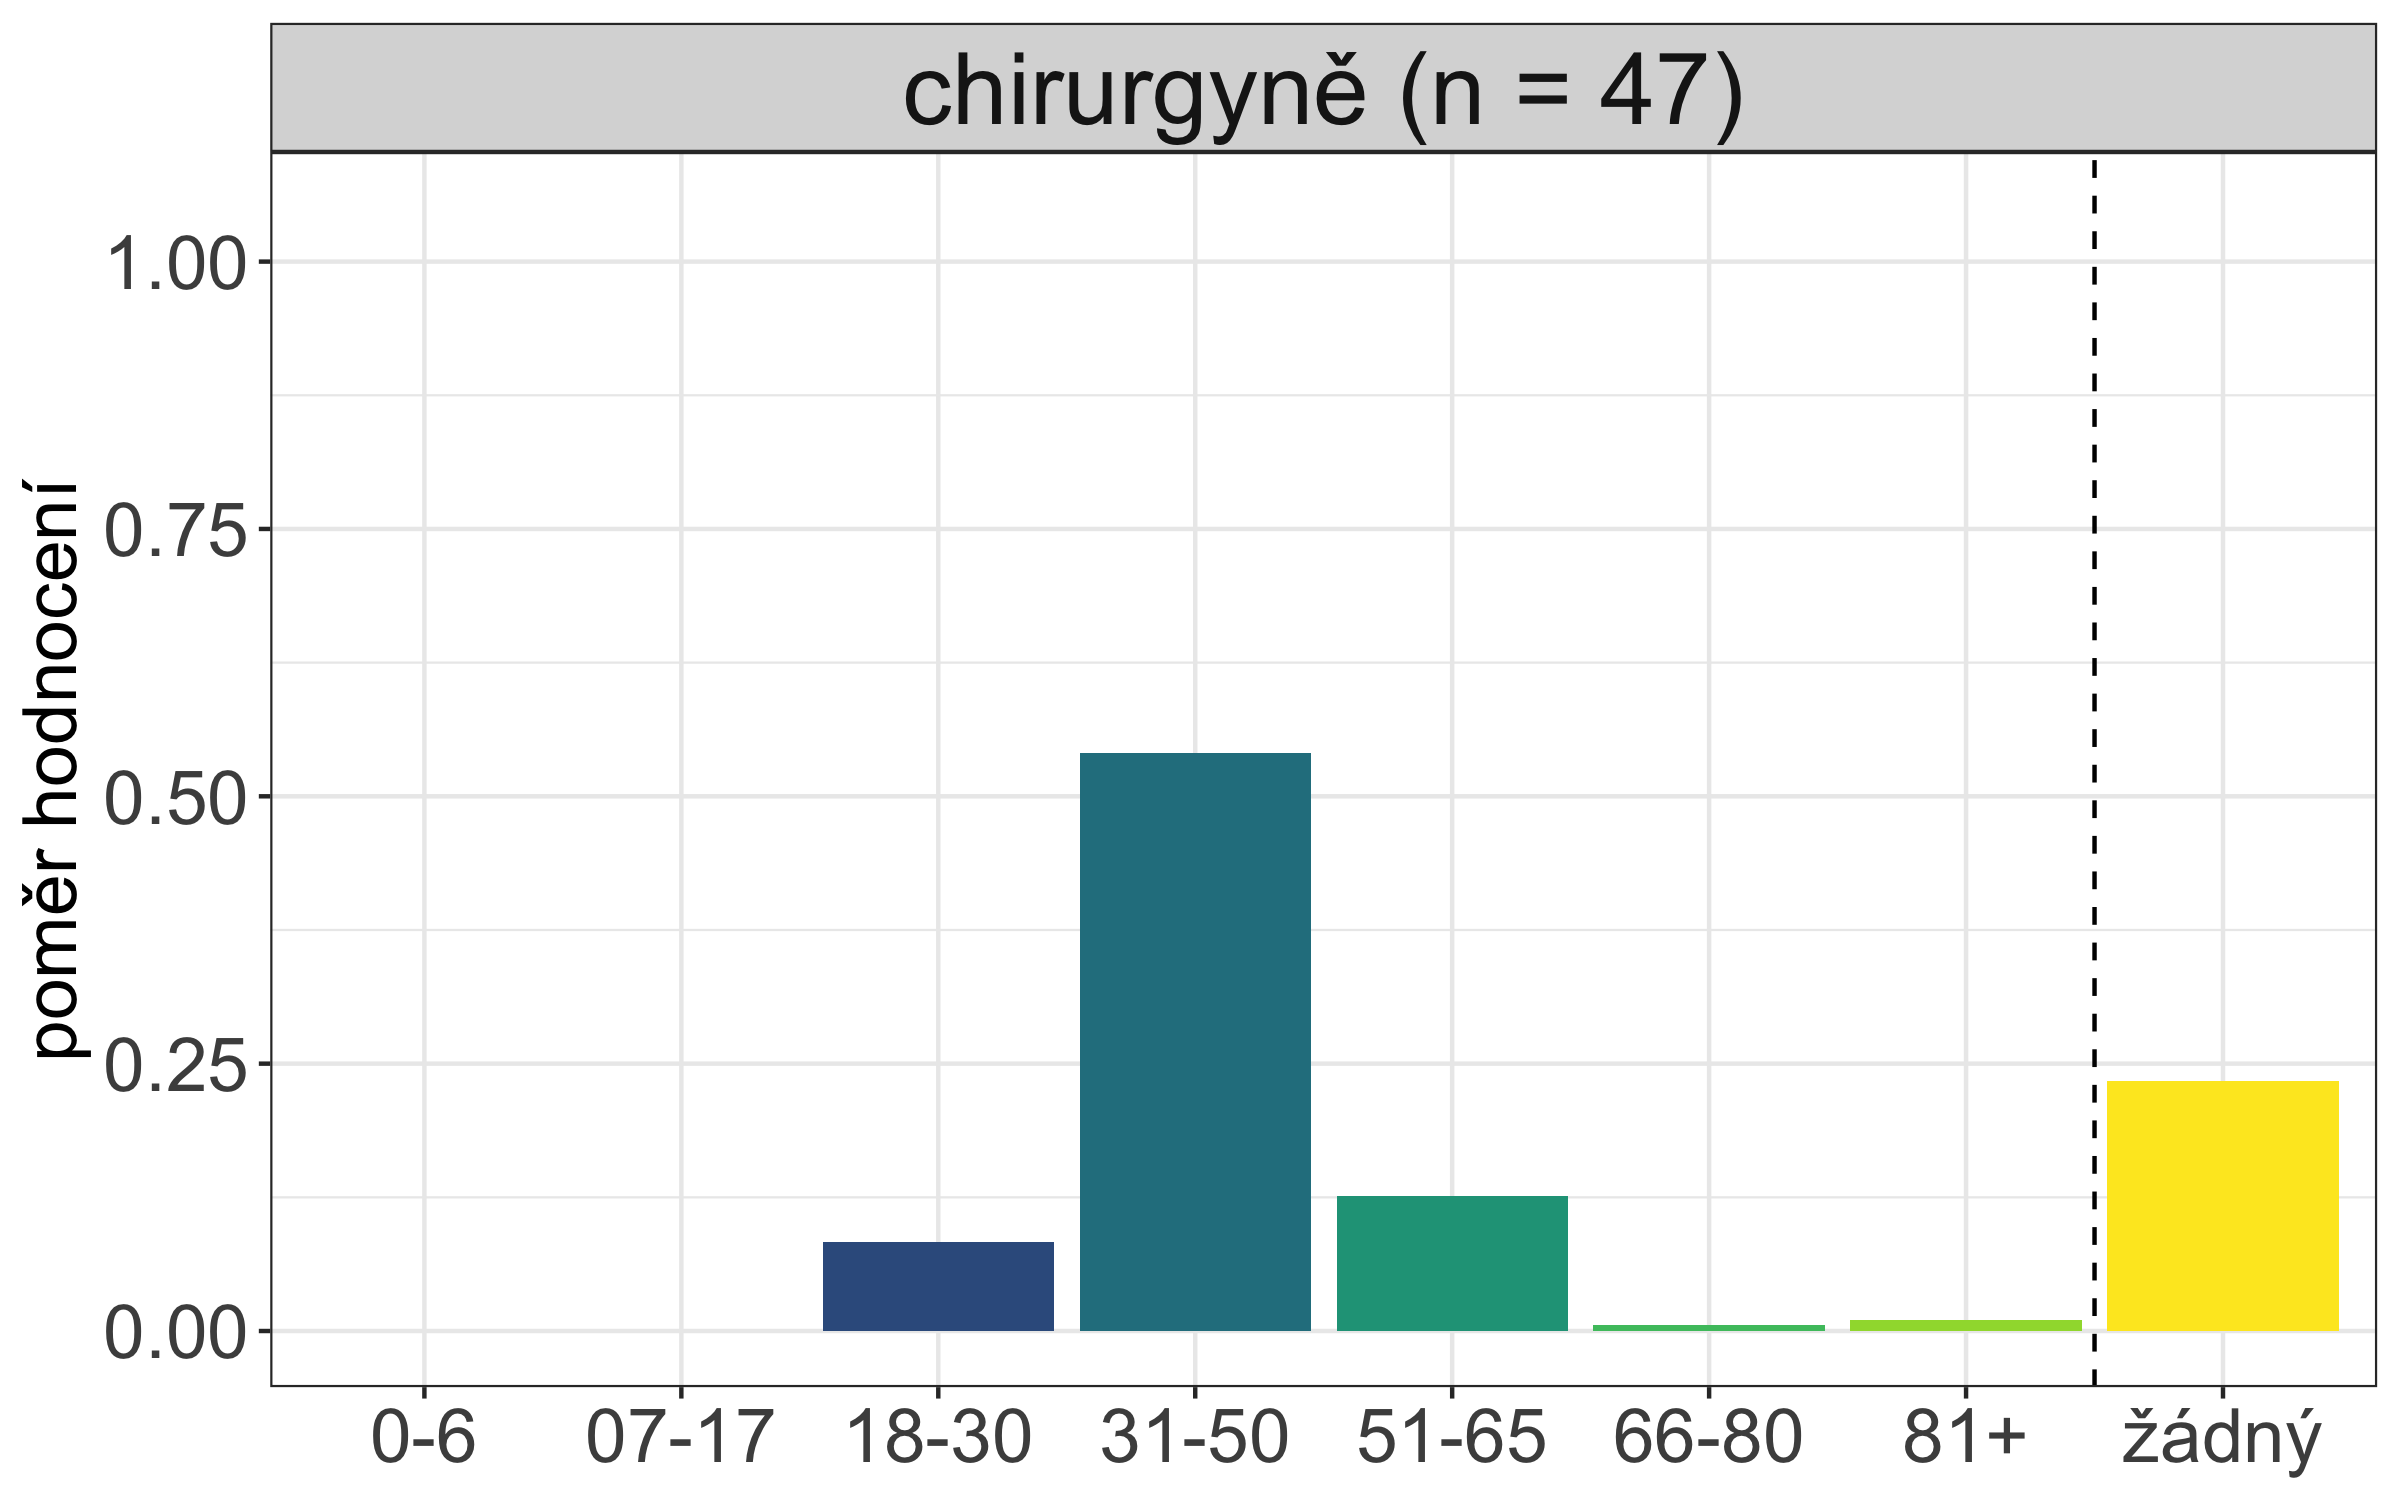 chirurgyně (n = 47)
poměr hodnocení
1.00
0.75
0.50
0.25
0.00
0-6 07-17 18-30 31-50 51-65 66-80 81+ žádný